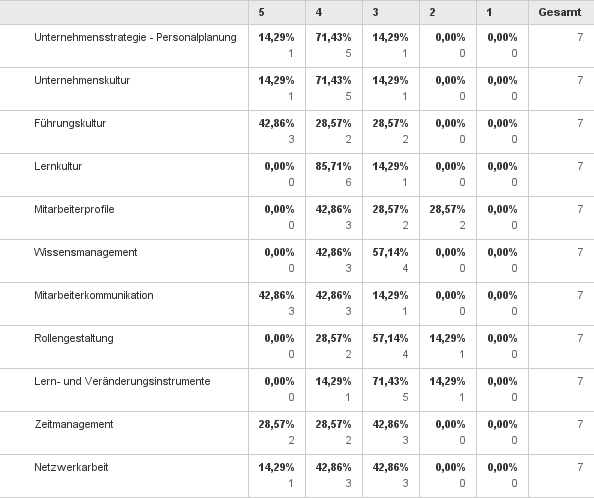 5 4 3 2 1 Gesamt
Unternehmensstrategie - Personalplanung 14,29% 71,43% 14,29% 0,00% 0,00% 7
1 5 1 0 0
Unternehmenskultur 14,29% 71,43% 14,29% 0,00% 0,00% 7
1 5 1 0 0
Führungskultur 42,86% 28,57% 28,57% 0,00% 0,00% 7
3 2 2 0 0
Lernkultur 0,00% 85,71% 14,29% 0,00% 0,00% 7
0 6 1 0 0
Mitarbeiterprofile 0,00% 42,86% 28,57% 28,57% 0,00% 7
0 3 2 2 0
Wissensmanagement 0,00% 42,86% 57,14% 0,00% 0,00% 7
0 3 4 0 0
Mitarbeiterkommunikation 42,86% 42,86% 14,29% 0,00% 0,00% 7
3 3 1 0 0
Rollengestaltung 0,00% 28,57% 57,14% 14,29% 0,00% 7
0 2 4 1 0
Lern- und Veränderungsinstrumente 0,00% 14,29% 71,43% 14,29% 0,00% 7
0 1 5 1 0
Zeitmanagement 28,57% 28,57% 42,86% 0,00% 0,00% 7
2 2 3 0 0
Netzwerkarbeit 14,29% 42,86% 42,86% 0,00% 0,00% 7
1 3 3 0 0